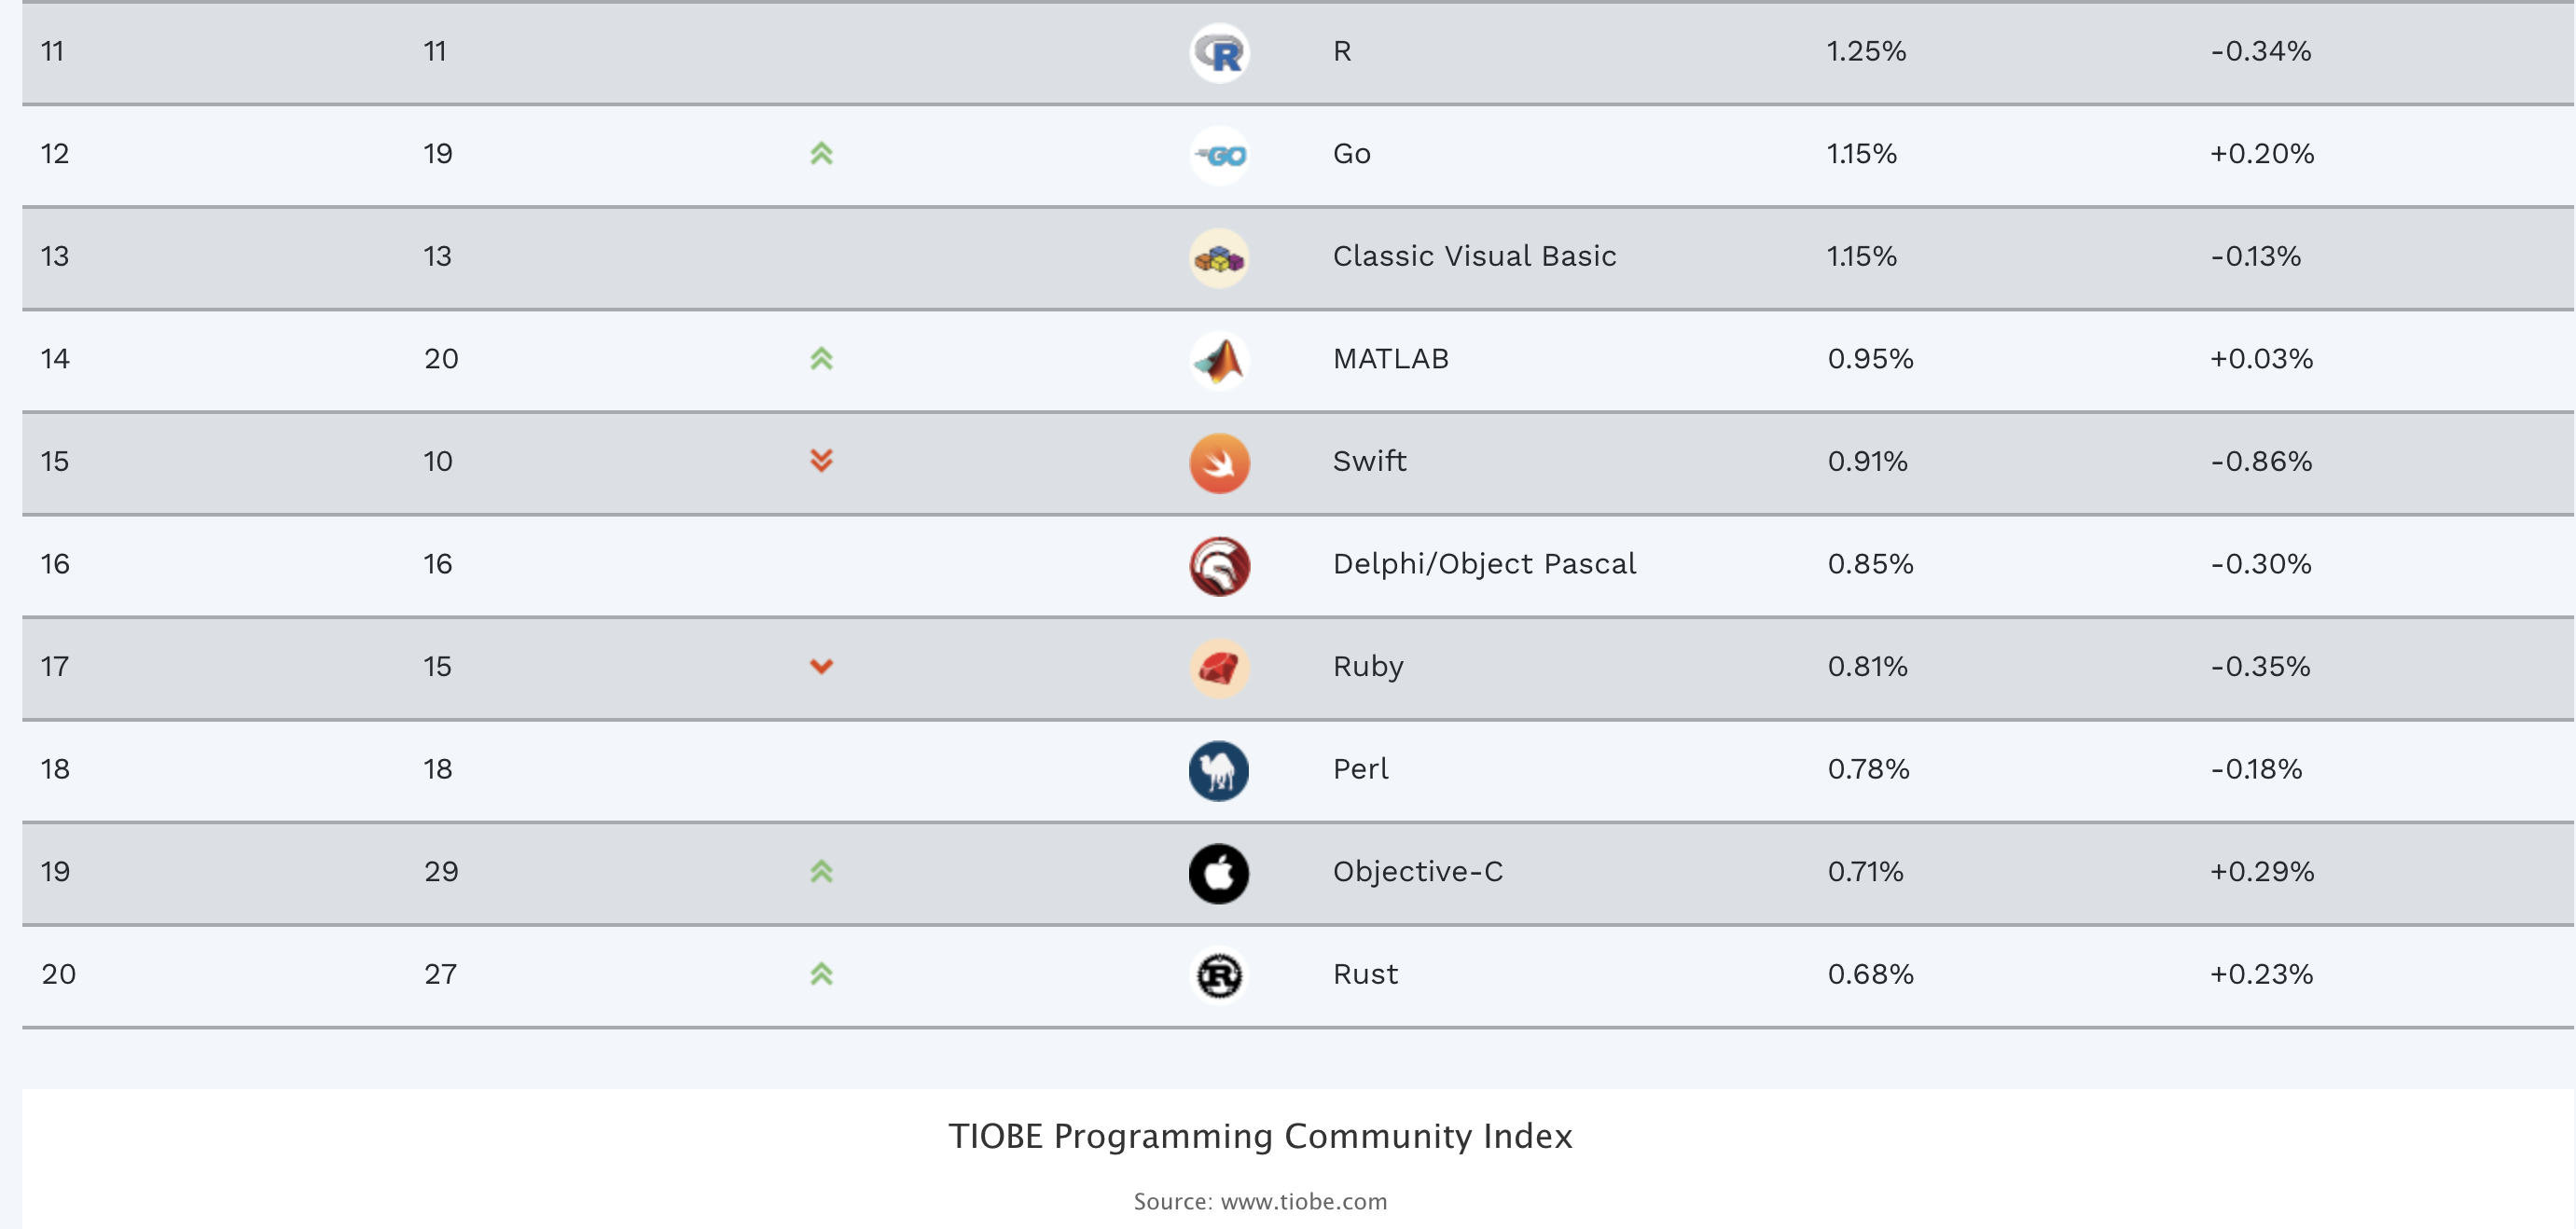 11 11 R 1.25% -0.34%
12 19 GO Go 1.15% +0.20%
13 13 Classic Visual Basic 1.15% -0.13%
14 20 MATLAB 0.95% +0.03%
15 10 Swift 0.91% -0.86%
16 16 Delphi/Object Pascal 0.85% -0.30%
17 15 Ruby 0.81% -0.35%
18 18 Perl 0.78% -0.18%
19 29 Objective-C 0.71% +0.29%
20 27 R Rust 0.68% +0.23%
TIOBE Programming Community Index
Source: www.tiobe.com